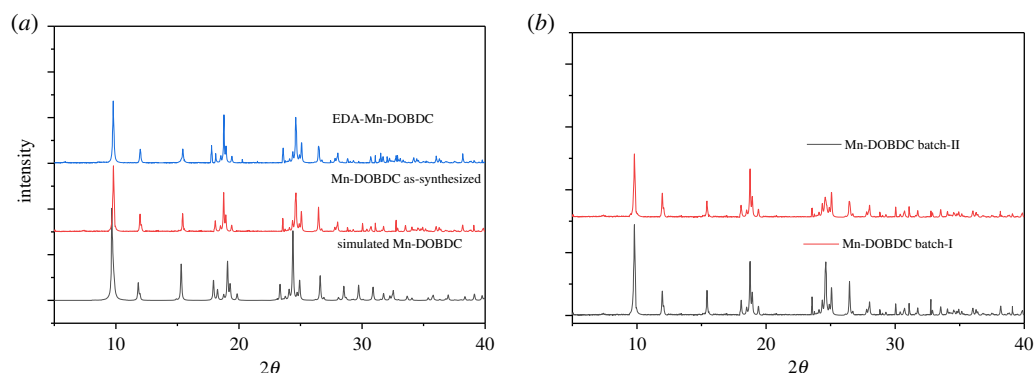 (a)
intensity
EDA-Mn-DOBDC
Mn-DOBDC as-synthesized
simulated Mn-DOBDC
10
20
30
40
2θ
(b)
Mn-DOBDC batch-II
Mn-DOBDC batch-I
10
20
30
40
2θ